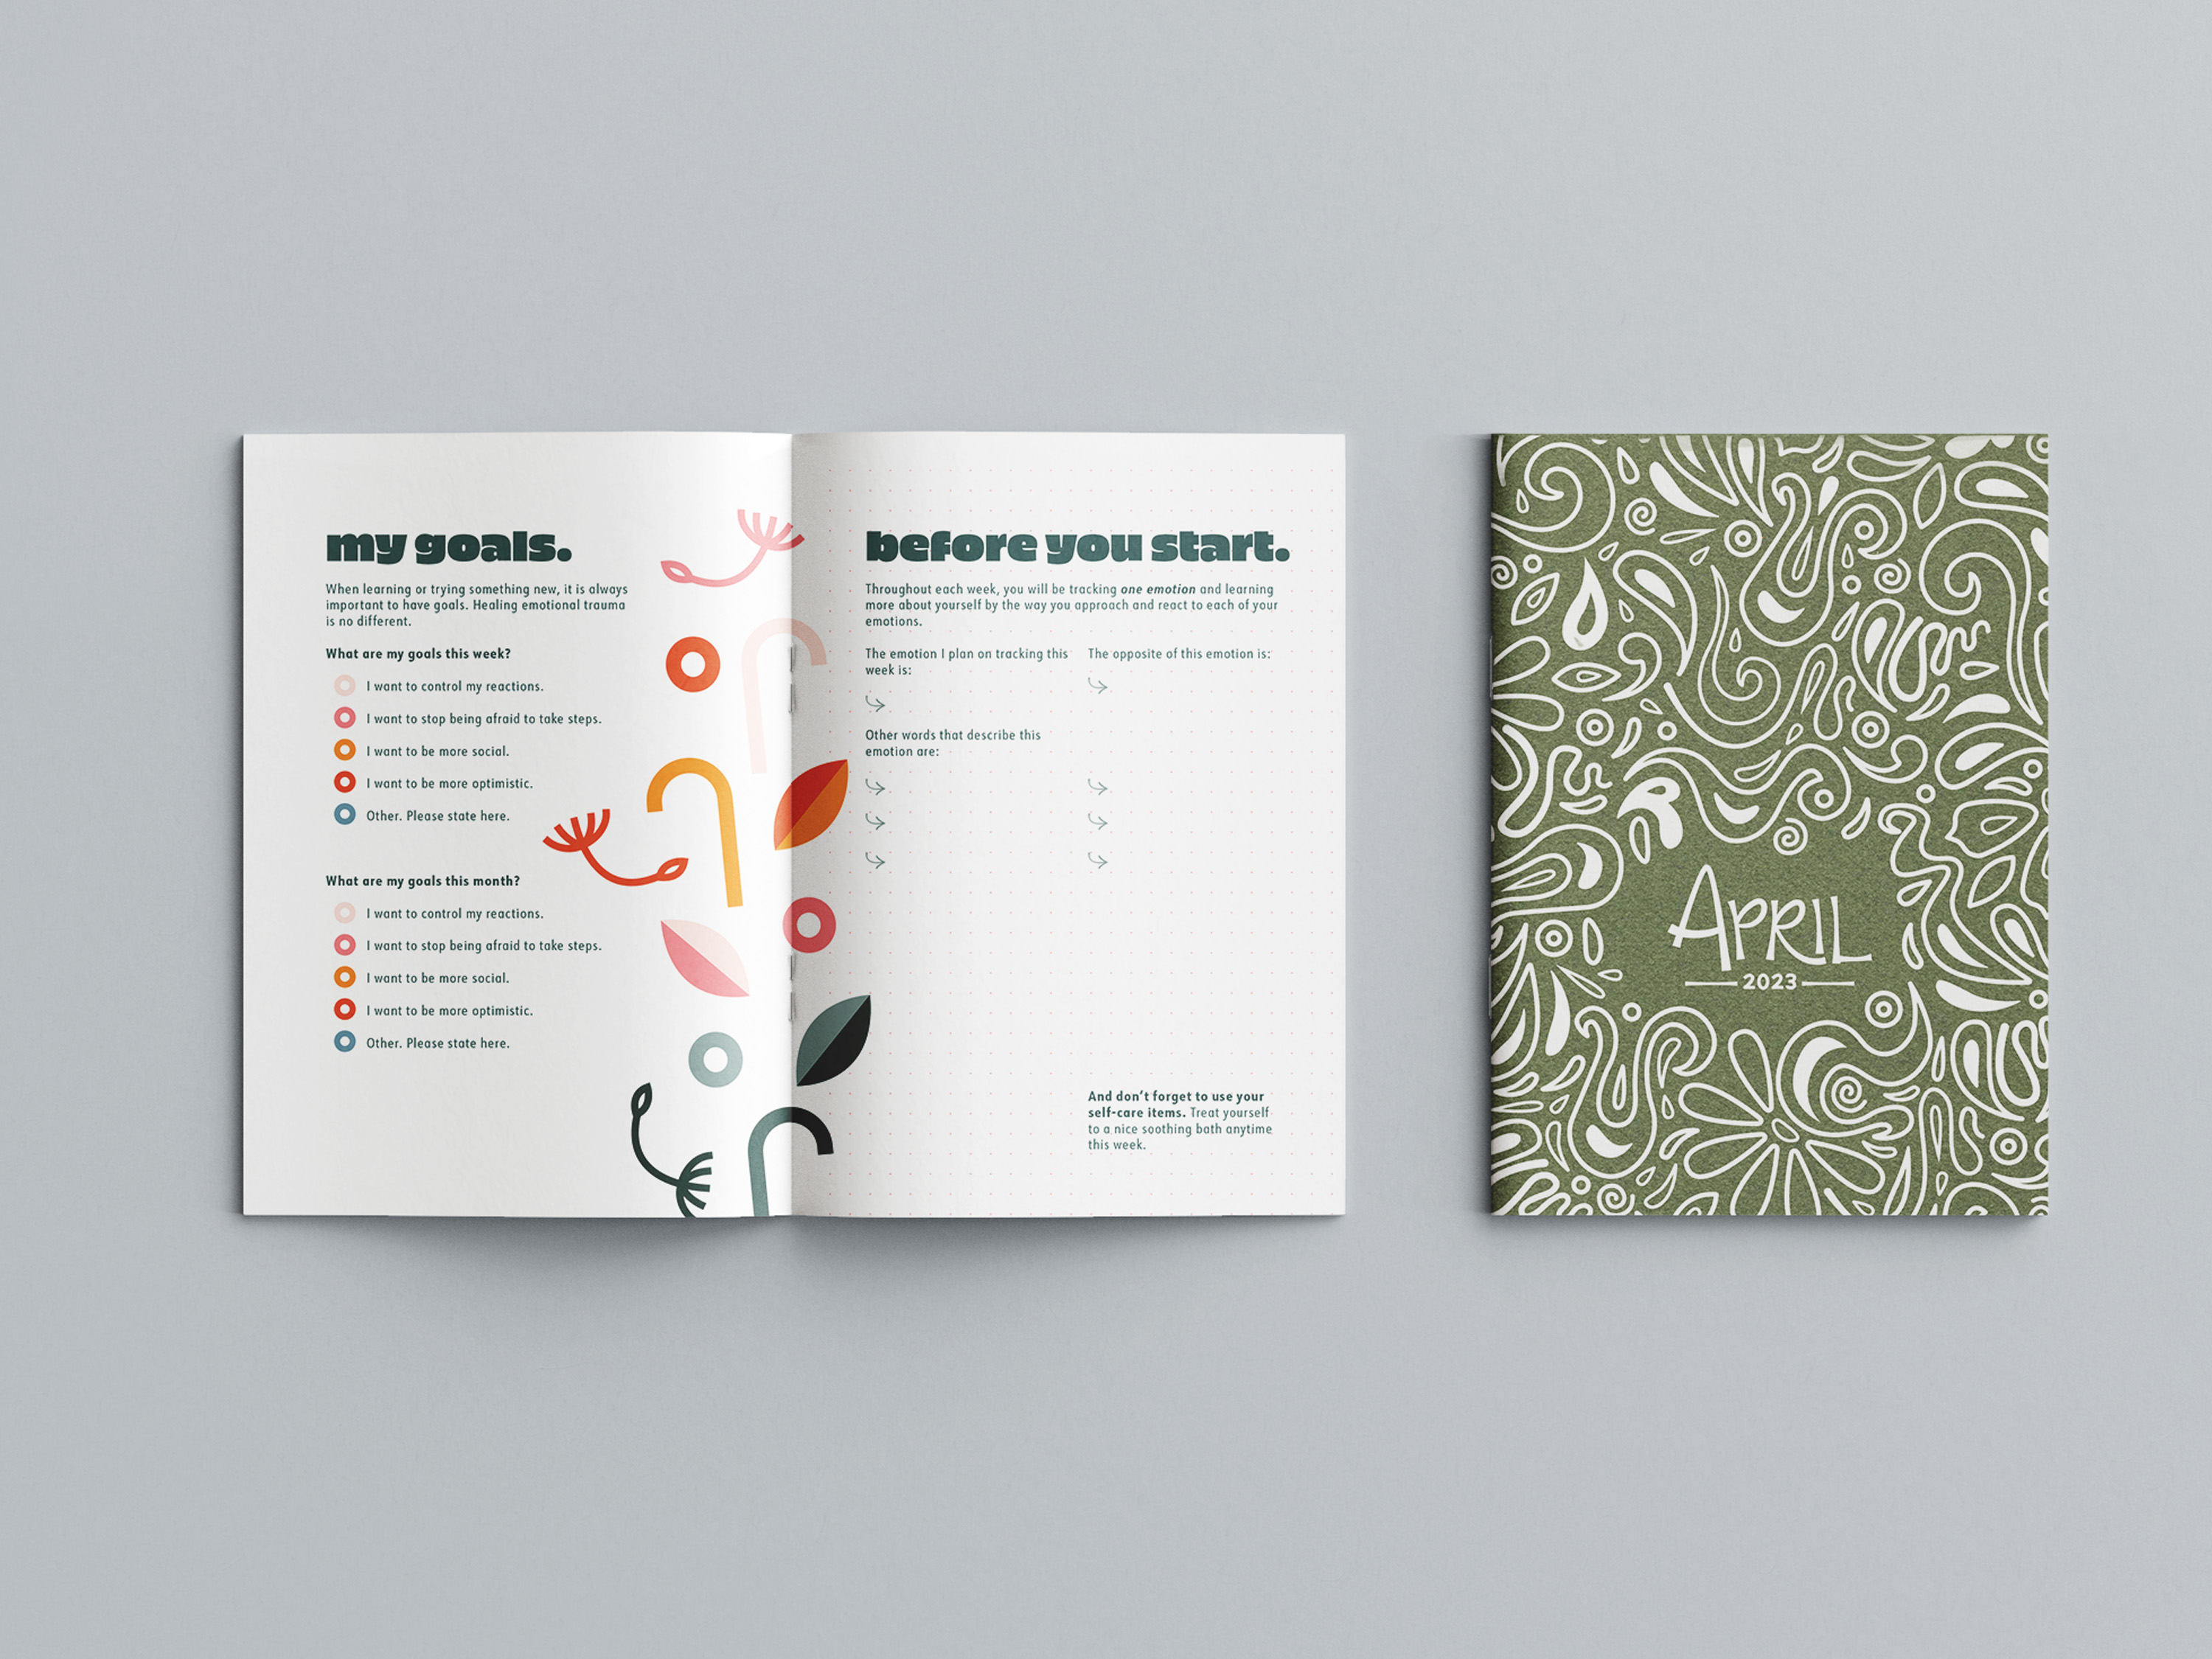 my goals.
When learning or trying something new, it is always
important to have goals. Healing emotional trauma
is no different.
What are my goals this week?
I want to control my reactions.
I want to stop being afraid to take steps.
I want to be more social.
I want to be more optimistic.
Other. Please state here.
What are my goals this month?
I want to control my reactions.
I want to stop being afraid to take steps.
I want to be more social.
I want to be more optimistic.
Other. Please state here.
before you start.
Throughout each week, you will be tracking one emotion and learning
more about yourself by the way you approach and react to each of your
emotions.
The emotion I plan on tracking this
week is:
The opposite of this emotion is:
Other words that describe this
emotion are:
And don't forget to use your
self-care items. Treat yourself
to a nice soothing bath anytime
this week.
APRIL
2023